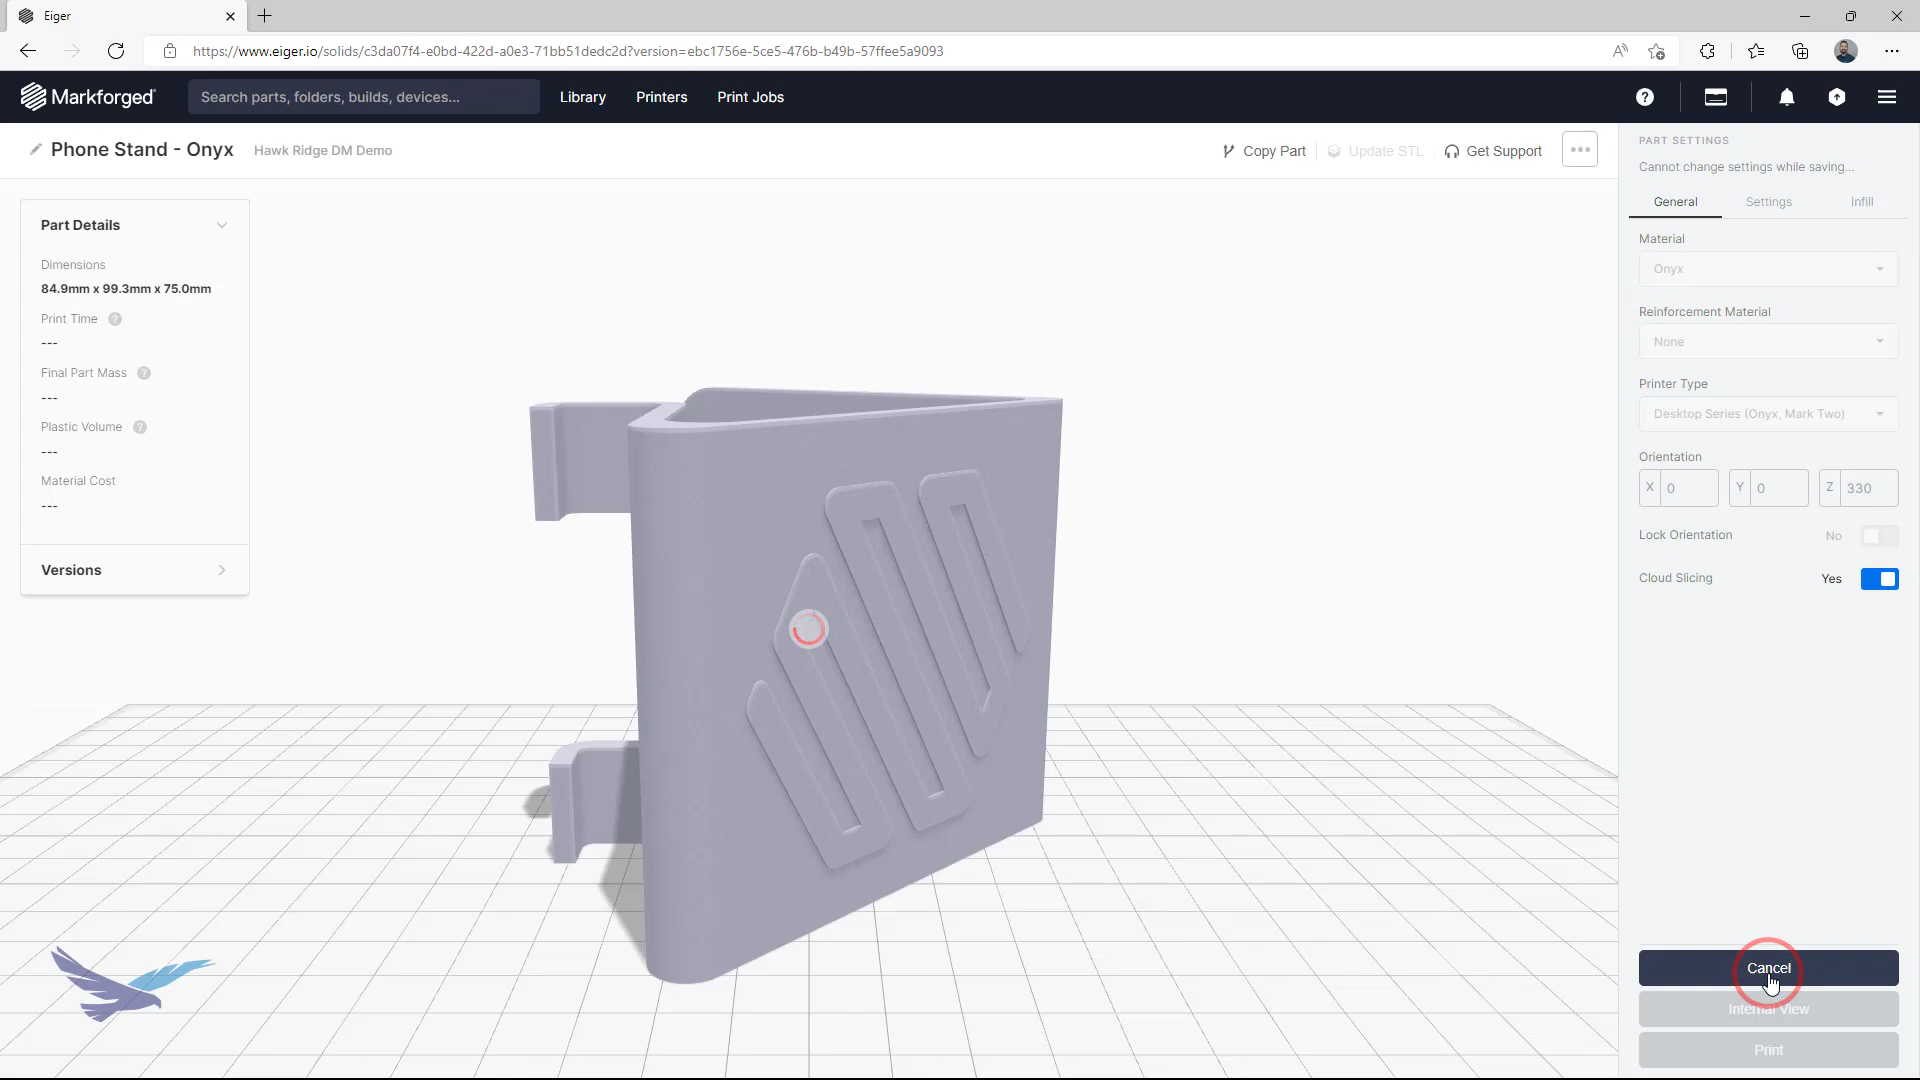 Eiger
https://www.eiger.io/solids/c3da07f4-e0bd-422d-a0e3-71bb51dedc2d?version=ebc1756e-5ce5-476b-b49b-57ffee5a9093
Markforged
Search parts, folders, builds, devices...
Library
Printers
Print Jobs
Phone Stand - Onyx
Hawk Ridge DM Demo
Copy Part
Update STL
Get Support
Part Details
Dimensions
84.9mm x 99.3mm x 75.0mm
Print Time ?
---
Final Part Mass ?
---
Plastic Volume ?
---
Material Cost
---
Versions
PART SETTINGS
Cannot change settings while saving...
General
Settings
Infill
Material
Onyx
Reinforcement Material
None
Printer Type
Desktop Series (Onyx, Mark Two)
Orientation
X 0
Y 0
Z 330
Lock Orientation No
Cloud Slicing Yes
Cancel
Internal View
Print